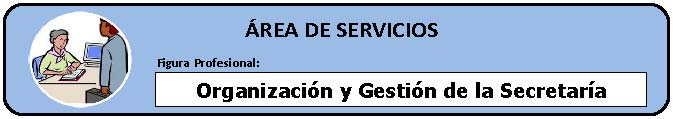 ÁREA DE SERVICIOS
Figura Profesional:
Organización y Gestión de la Secretaría